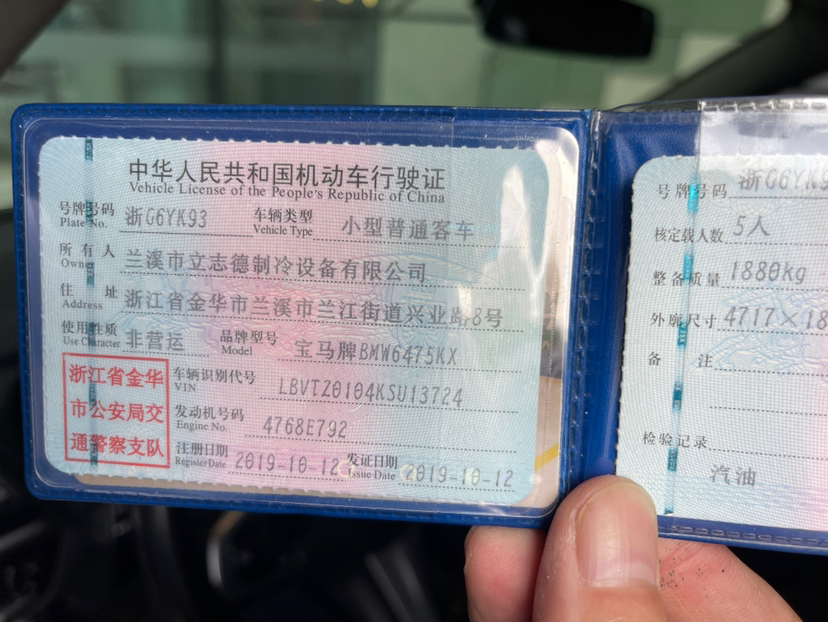 中华人民共和国机动车行驶证
Vehicle License of the People's Republic of China
号牌号码 浙G6YK93 车辆类型 小型普通客车
Plate No. Vehicle Type
所有人 兰溪市立志德制冷设备有限公司
Owner
住址 浙江省金华市兰溪市兰江街道兴业路8号
Address
使用性质 非营运 品牌型号 宝马牌BMW6475KX
Use Character Model
浙江省金华
市公安局交
通警察支队
车辆识别代号 LBVTZ0104KSU13724
VIN
发动机号码 4768E792
Engine No.
注册日期 2019-10-12 发证日期 2019-10-12
Register Date Issue Date
号牌号码 浙G6YK9
核定载人数 5人
整备质量 1880kg
外廓尺寸 4717×18
备注
检验记录
汽油